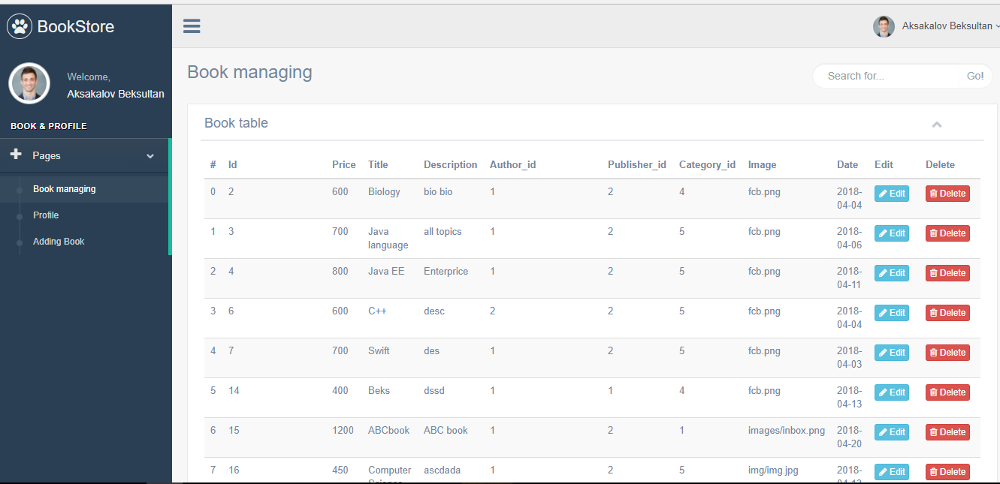 BookStore
Aksakalov Beksultan
Welcome,
Aksakalov Beksultan
BOOK & PROFILE
Pages
Book managing
Profile
Adding Book
Book managing
Search for... Go!
Book table
# Id Price Title Description Author_id Publisher_id Category_id Image Date Edit Delete
0 2 600 Biology bio bio 1 2 4 fcb.png 2018- Edit Delete
04-04
1 3 700 Java all topics 1 2 5 fcb.png 2018- Edit Delete
language 04-06
2 4 800 Java EE Enterprice 1 2 5 fcb.png 2018- Edit Delete
04-11
3 6 600 C++ desc 2 2 5 fcb.png 2018- Edit Delete
04-04
4 7 700 Swift des 1 2 5 fcb.png 2018- Edit Delete
04-03
5 14 400 Beks dssd 1 1 4 fcb.png 2018- Edit Delete
04-13
6 15 1200 ABCbook ABC book 1 2 1 images/inbox.png 2018- Edit Delete
04-20
7 16 450 Computer ascdada 1 2 5 img/img.jpg 2018- Edit Delete